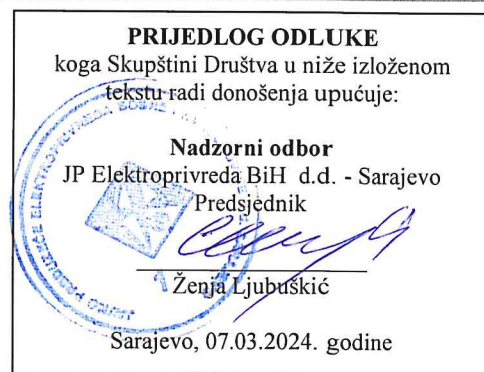 PRIJEDLOG ODLUKE
koga Skupštini Društva u niže izloženom
tekstu radi donošenja upućuje:
Nadzorni odbor
JP Elektroprivreda BiH d.d. - Sarajevo
Predsjednik
Ženja Ljubuškić
Sarajevo, 07.03.2024. godine